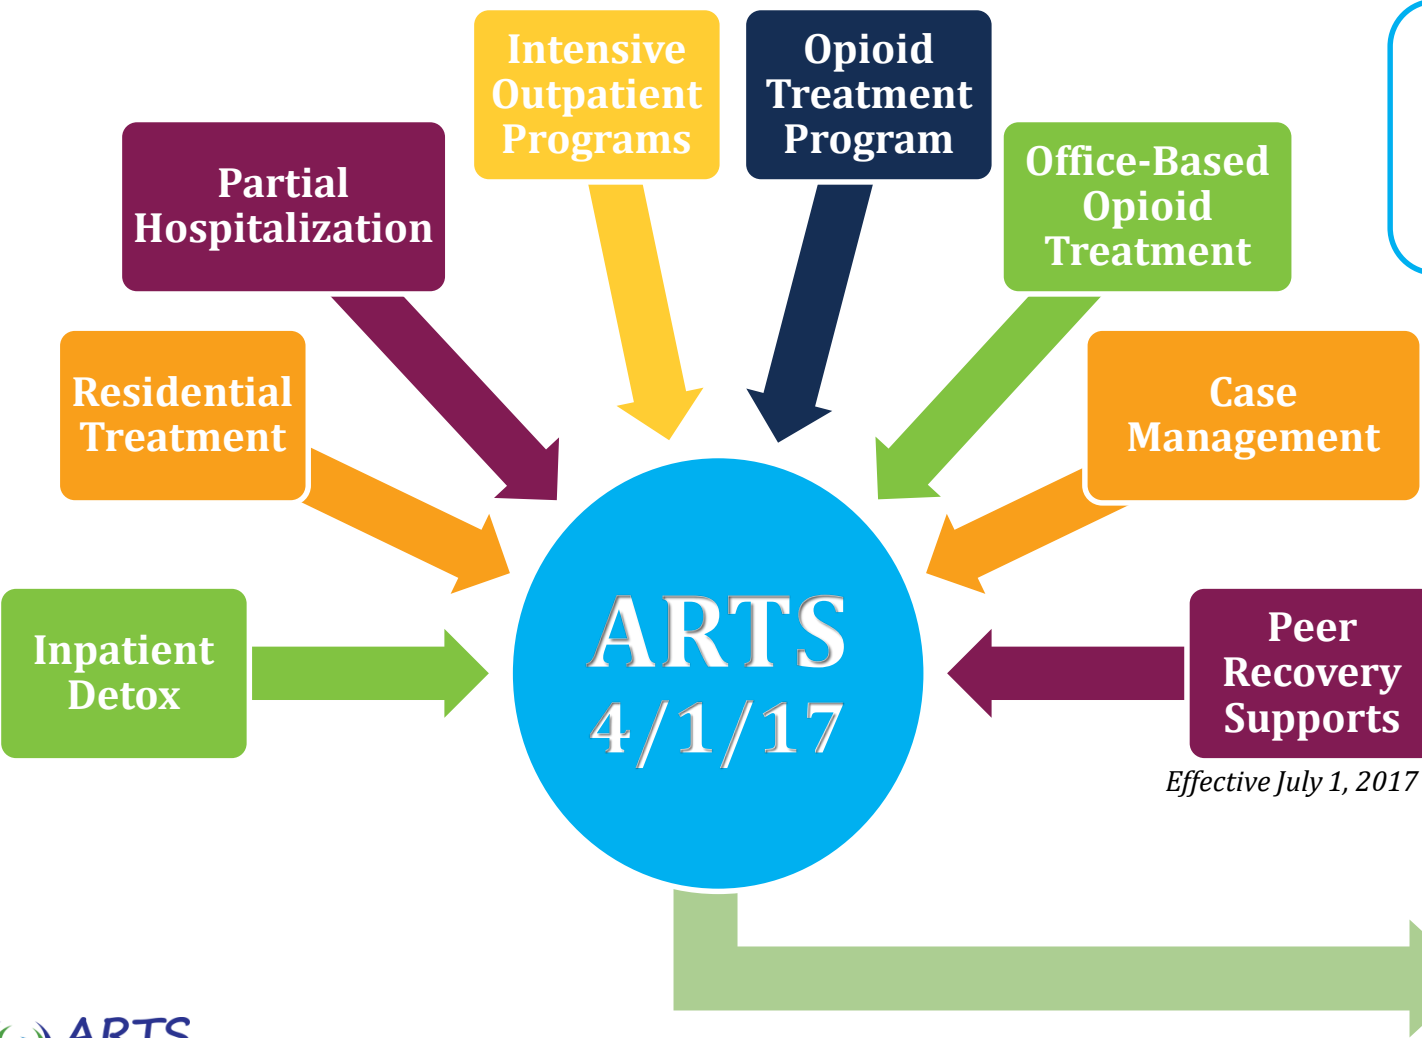 Intensive
Outpatient
Programs
Opioid
Treatment
Program
Partial
Hospitalization
Office-Based
Opioid
Treatment
Residential
Treatment
Case
Management
Inpatient
Detox
ARTS
4/1/17
Peer
Recovery
Supports
Effective July 1, 2017
ARTS